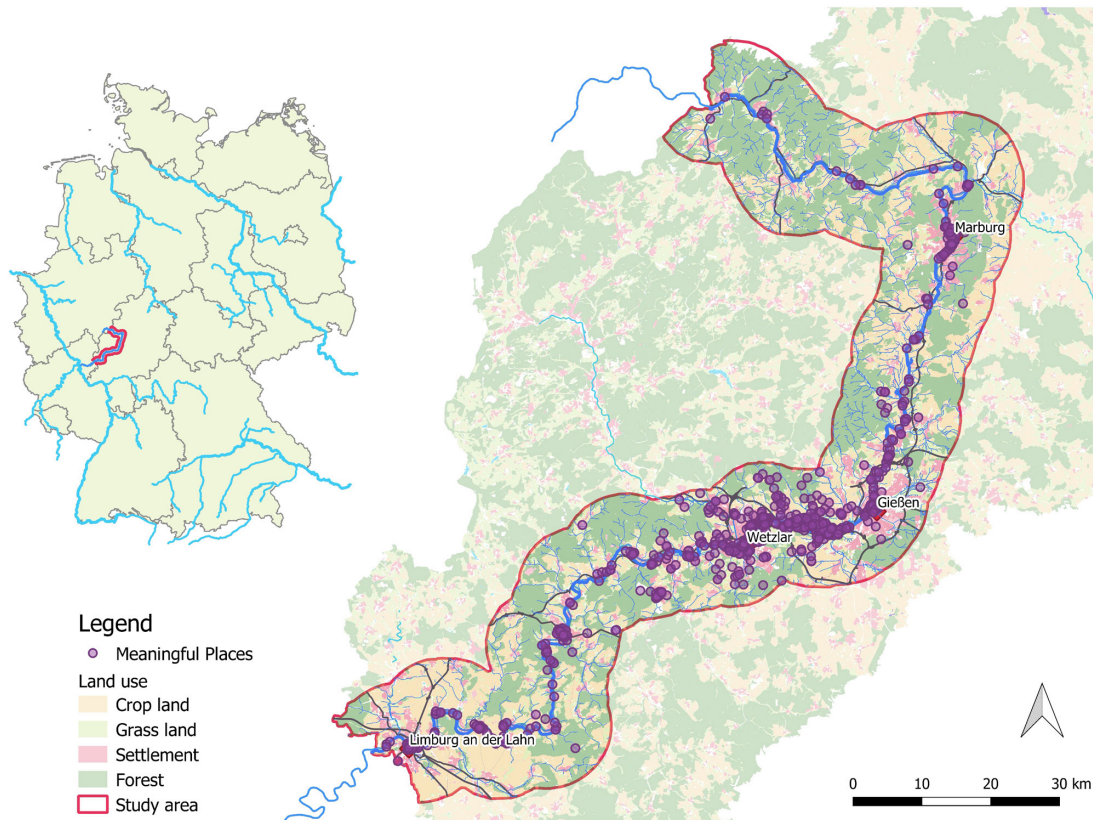 Marburg
Gießen
Wetzlar
Limburg an der Lahn
Legend
Meaningful Places
Land use
Crop land
Grass land
Settlement
Forest
Study area
0 10 20 30 km